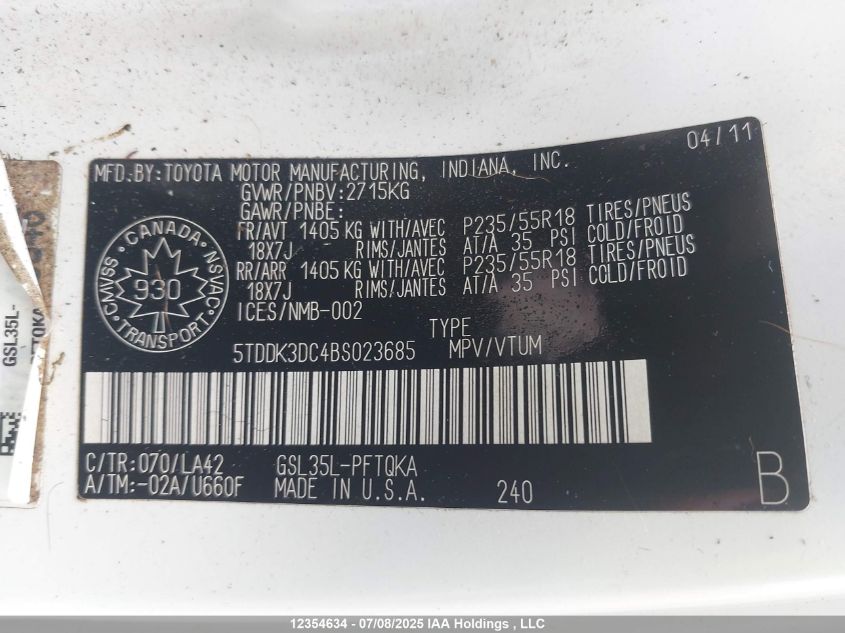 04/11
MFD.BY:TOYOTA MOTOR MANUFACTURING, INDIANA, INC.
GVWR/PNBV:2715KG
GAWR/PNBE:
FR/AVT 1405 KG WITH/AVEC P235/55R18 TIRES/PNEUS
18X7J RIMS/JANTES AT/A 35 PSI COLD/FROID
RR/ARR 1405 KG WITH/AVEC P235/55R18 TIRES/PNEUS
18X7J RIMS/JANTES AT/A 35 PSI COLD/FROID
ICES/NMB-002
CANADA
CMVSS
NSVAC
930
TRANSPORT
TYPE
5TDDK3DC4BS023685 MPV/VTUM
C/TR:070/LA42 GSL35L-PFTQKA
A/TM:-02A/U660F MADE IN U.S.A. 240
B
GSL35L-
12354634 - 07/08/2025 IAA Holdings , LLC